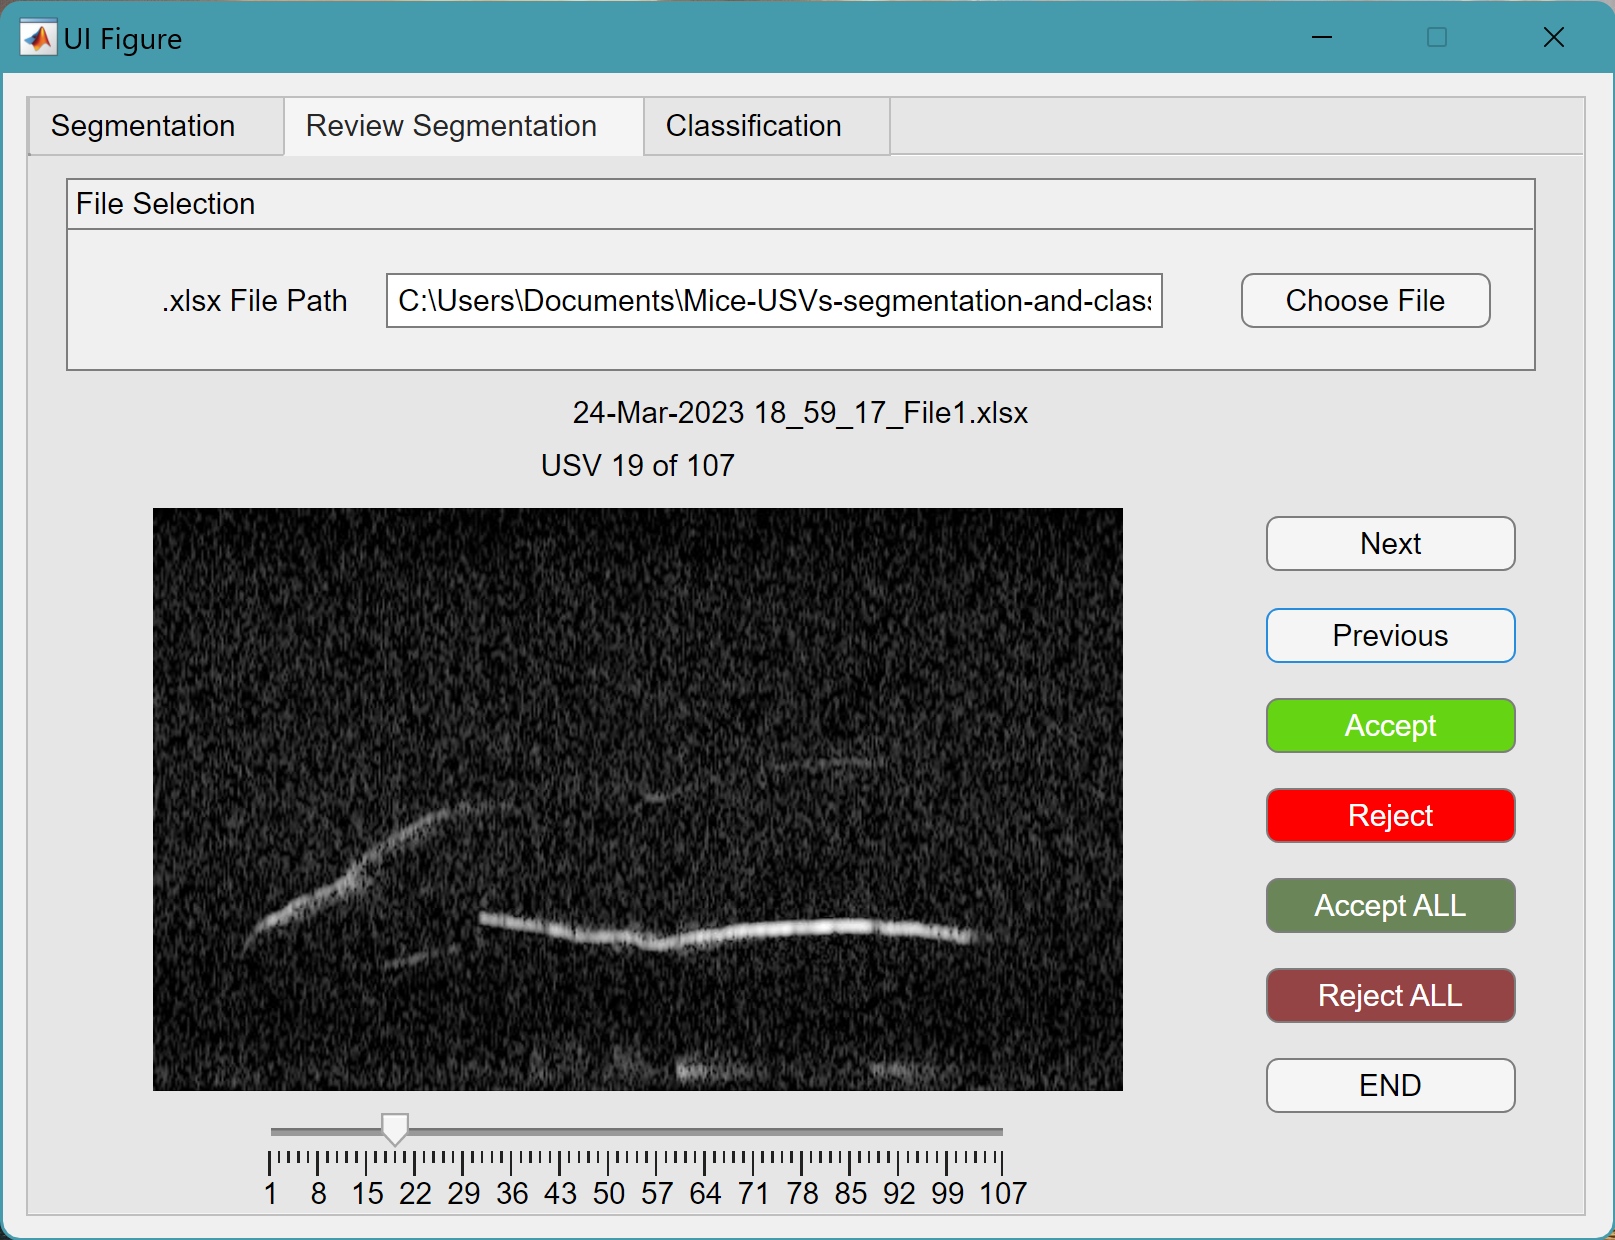 UI Figure
Segmentation
Review Segmentation
Classification
File Selection
.xlsx File Path
C:\Users\Documents\Mice-USVs-segmentation-and-clas
Choose File
24-Mar-2023 18_59_17_File1.xlsx
USV 19 of 107
Next
Previous
Accept
Reject
Accept ALL
Reject ALL
END
1 8 15 22 29 36 43 50 57 64 71 78 85 92 99 107